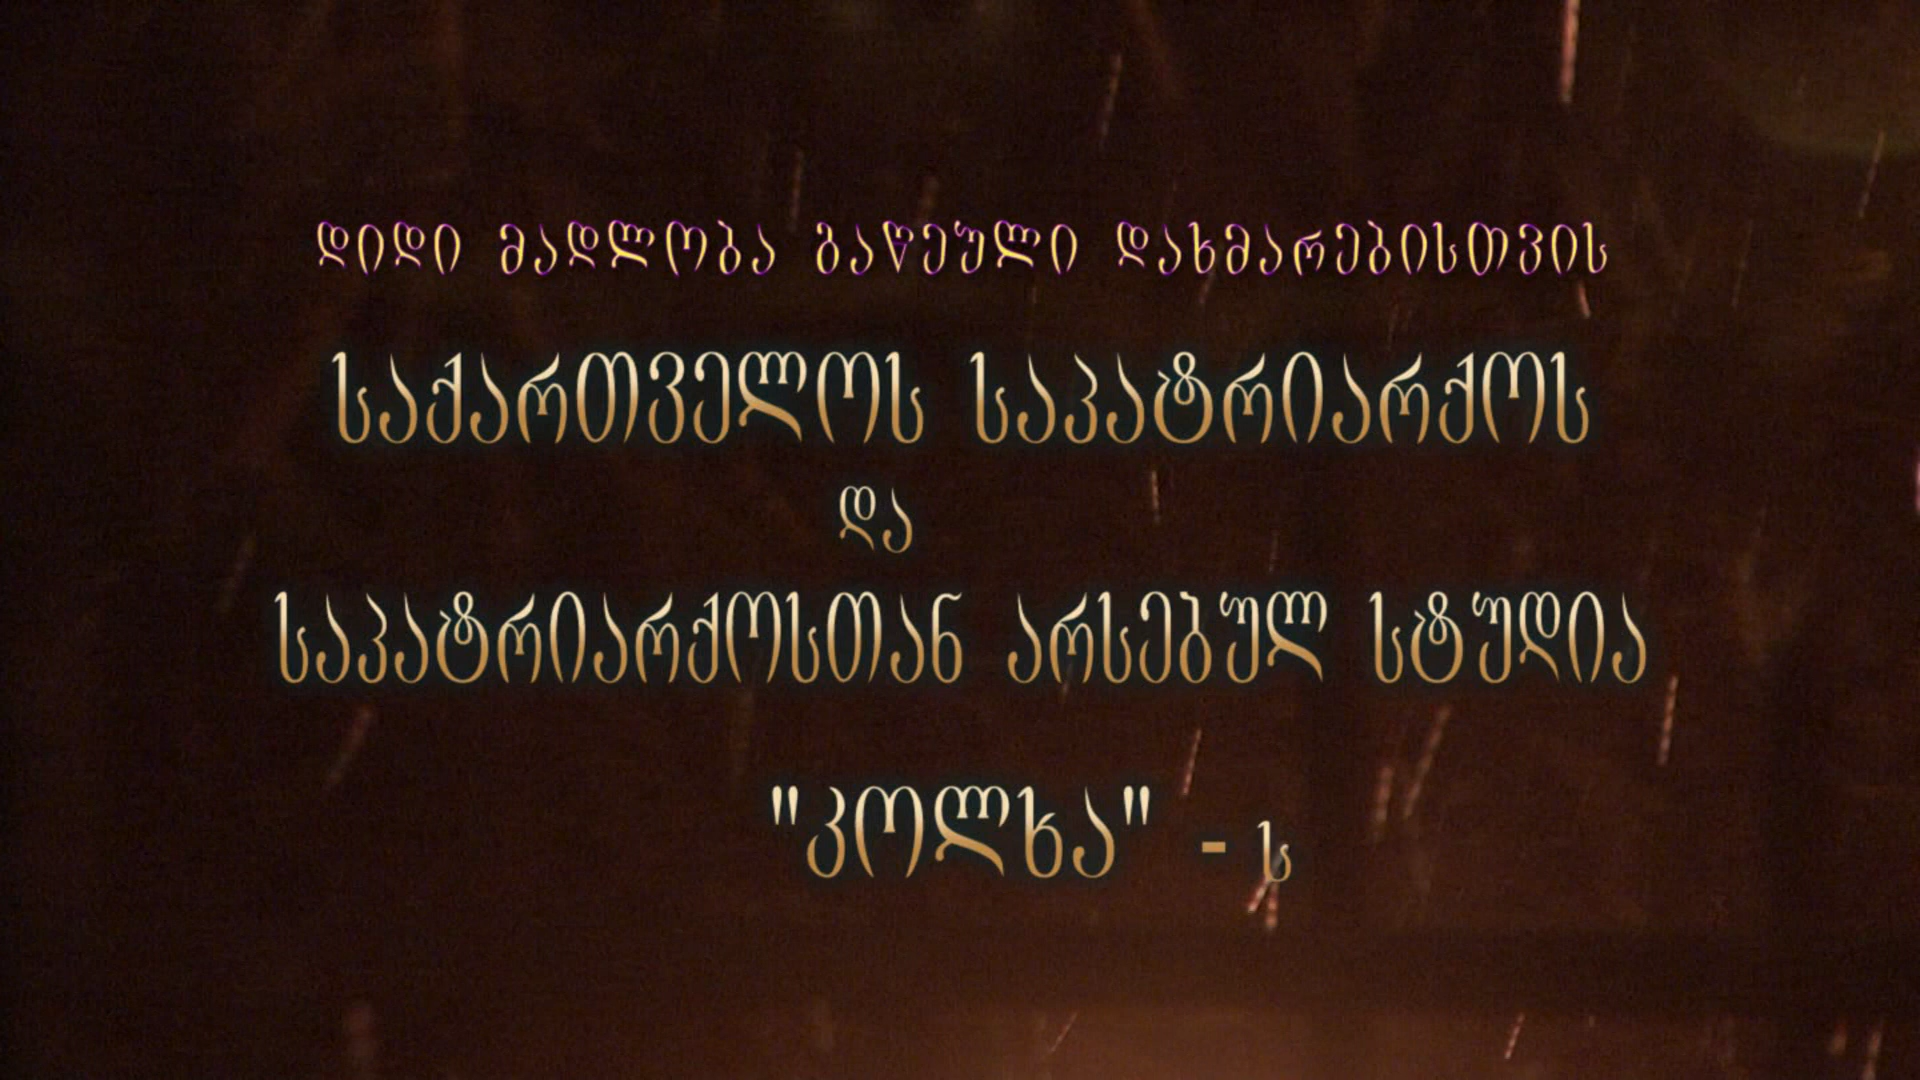 დიდი მადლობა გაწეული დახმარებისთვის
საქართველოს საპატრიარქოს
და
საპატრიარქოსთან არსებულ სტუდია
"კოლხა" - ს